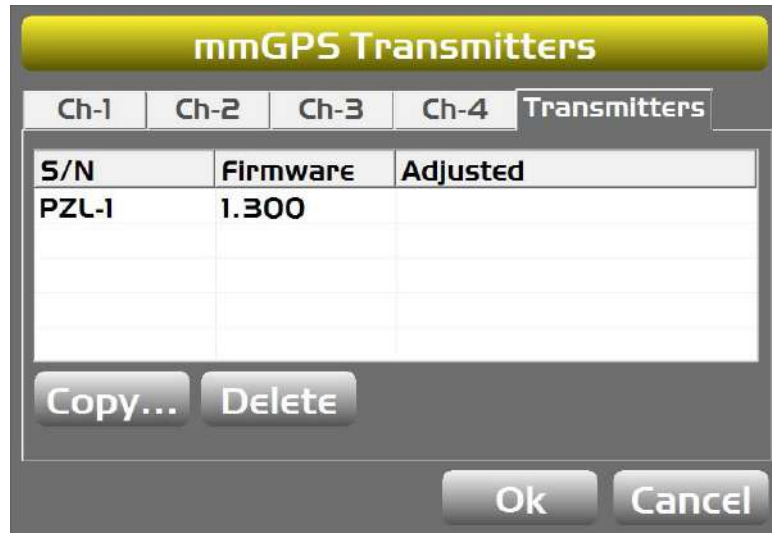 mmGPS Transmitters
Ch-1 Ch-2 Ch-3 Ch-4 Transmitters
S/N Firmware Adjusted
PZL-1 1.300
Copy... Delete
Ok Cancel